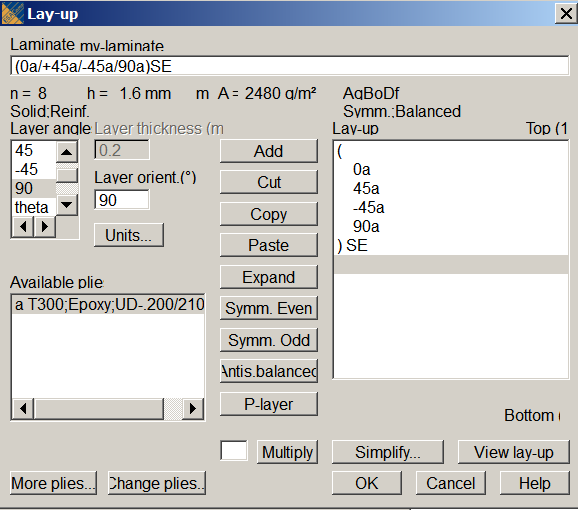 Lay-up
Laminate my-laminate
(0a/+45a/-45a/90a)SE
n = 8 h = 1.6 mm m_A = 2480 g/m² AqBoDf
Solid;Reinf. Symm.;Balanced
Layer angle Layer thickness (m Lay-up Top (1
45 0.2 Add (
-45 Cut 0a
90 Layer orient.(°) Copy 45a
theta 90 Paste -45a
Units... Expand 90a
Available plie Symm. Even ) SE
a T300;Epoxy;UD-.200/210
Symm. Odd
Antis.balanced
P-layer
Bottom (
Multiply Simplify... View lay-up
More plies... Change plies.. OK Cancel Help